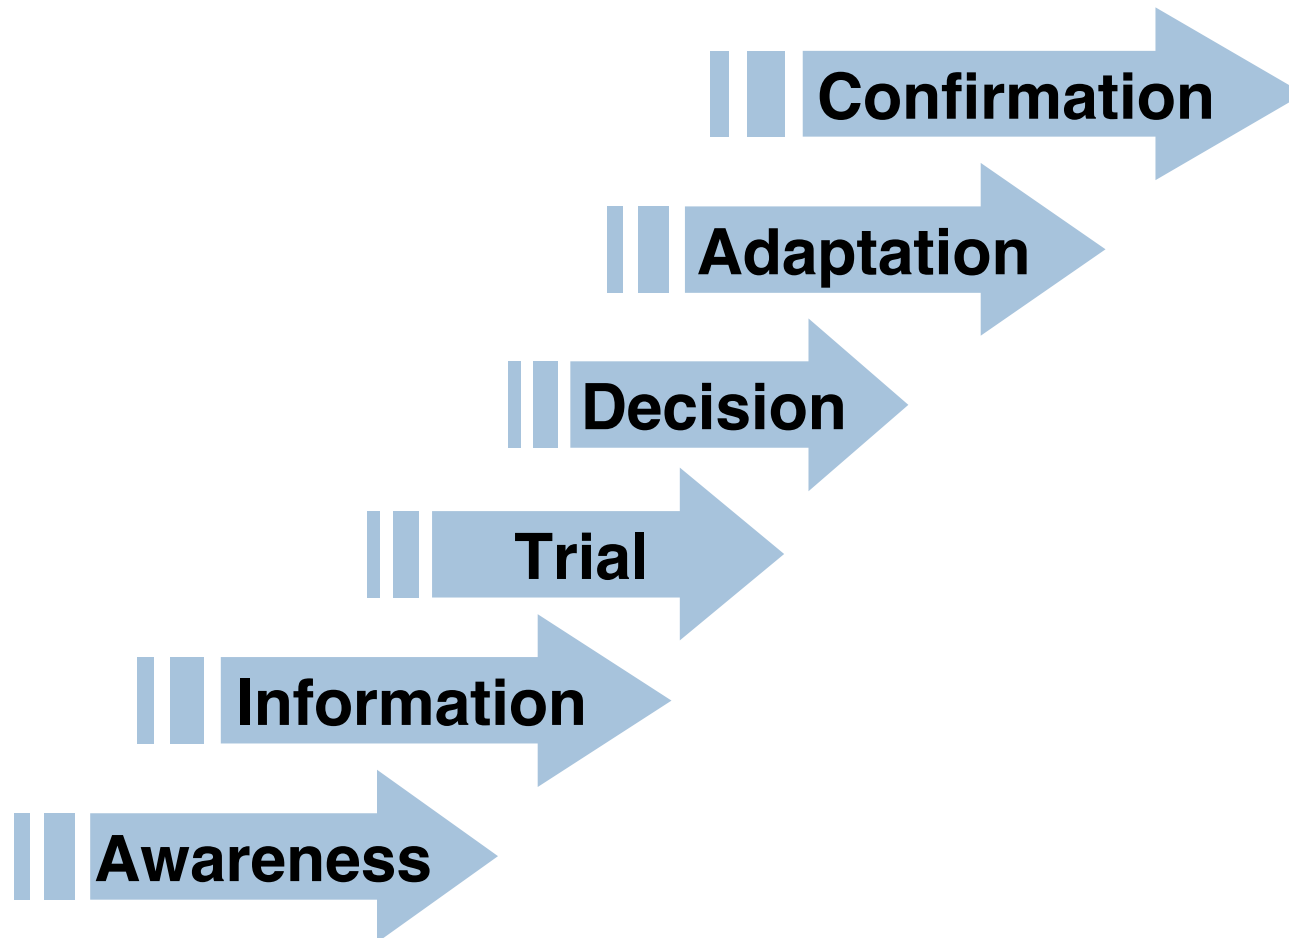 Confirmation
Adaptation
Decision
Trial
Information
Awareness